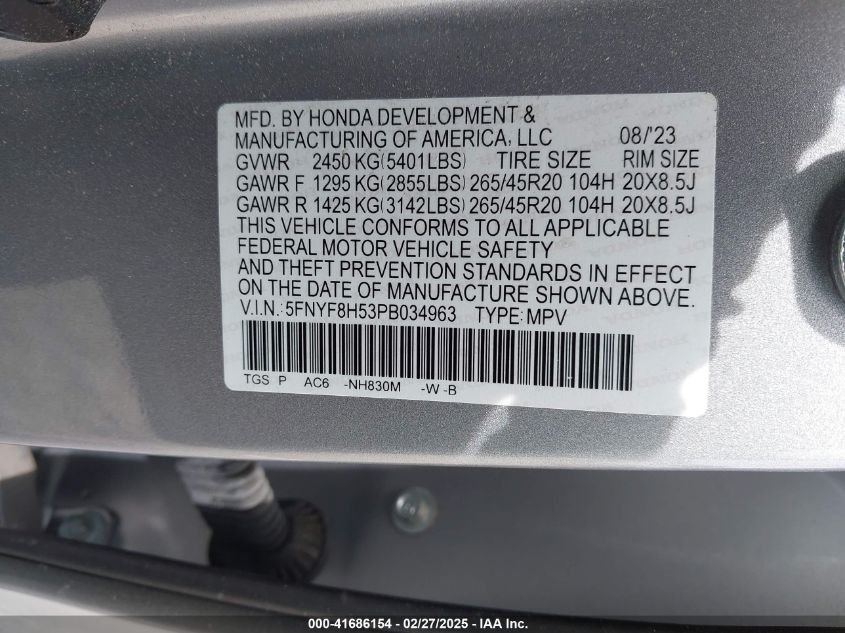 MFD. BY HONDA DEVELOPMENT &
MANUFACTURING OF AMERICA, LLC 08/'23
GVWR 2450 KG(5401LBS) TIRE SIZE RIM SIZE
GAWR F 1295 KG(2855LBS) 265/45R20 104H 20X8.5J
GAWR R 1425 KG(3142LBS) 265/45R20 104H 20X8.5J
THIS VEHICLE CONFORMS TO ALL APPLICABLE
FEDERAL MOTOR VEHICLE SAFETY
AND THEFT PREVENTION STANDARDS IN EFFECT
ON THE DATE OF MANUFACTURE SHOWN ABOVE.
V.I.N.: 5FNYF8H53PB034963 TYPE: MPV
TGS P AC6 -NH830M -W -B
000-41686154 - 02/27/2025 - IAA Inc.